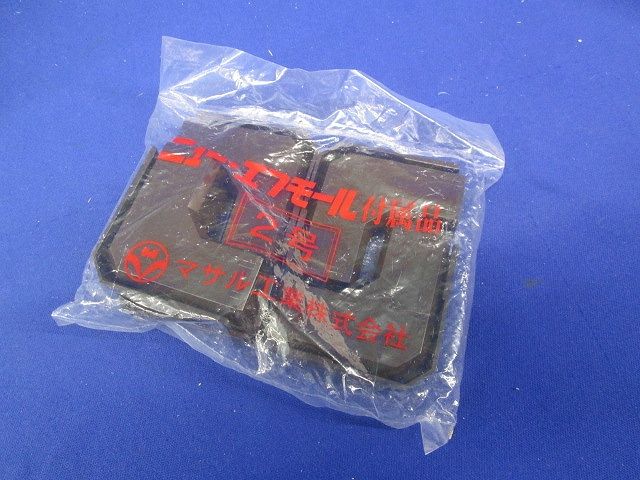 ニュー・エフモール付属品
2号
マサル工業株式会社